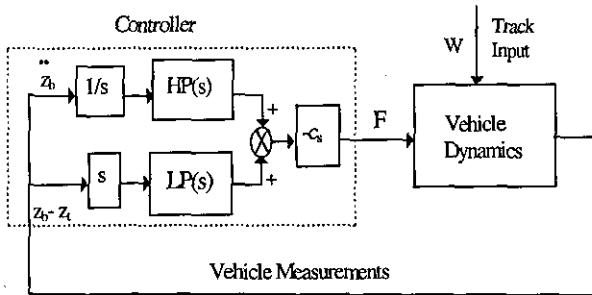 Controller
z̈b
1/s
HP(s)
+
-cs
F
W
Track
Input
Vehicle
Dynamics
s
LP(s)
+
zb- zt
Vehicle Measurements